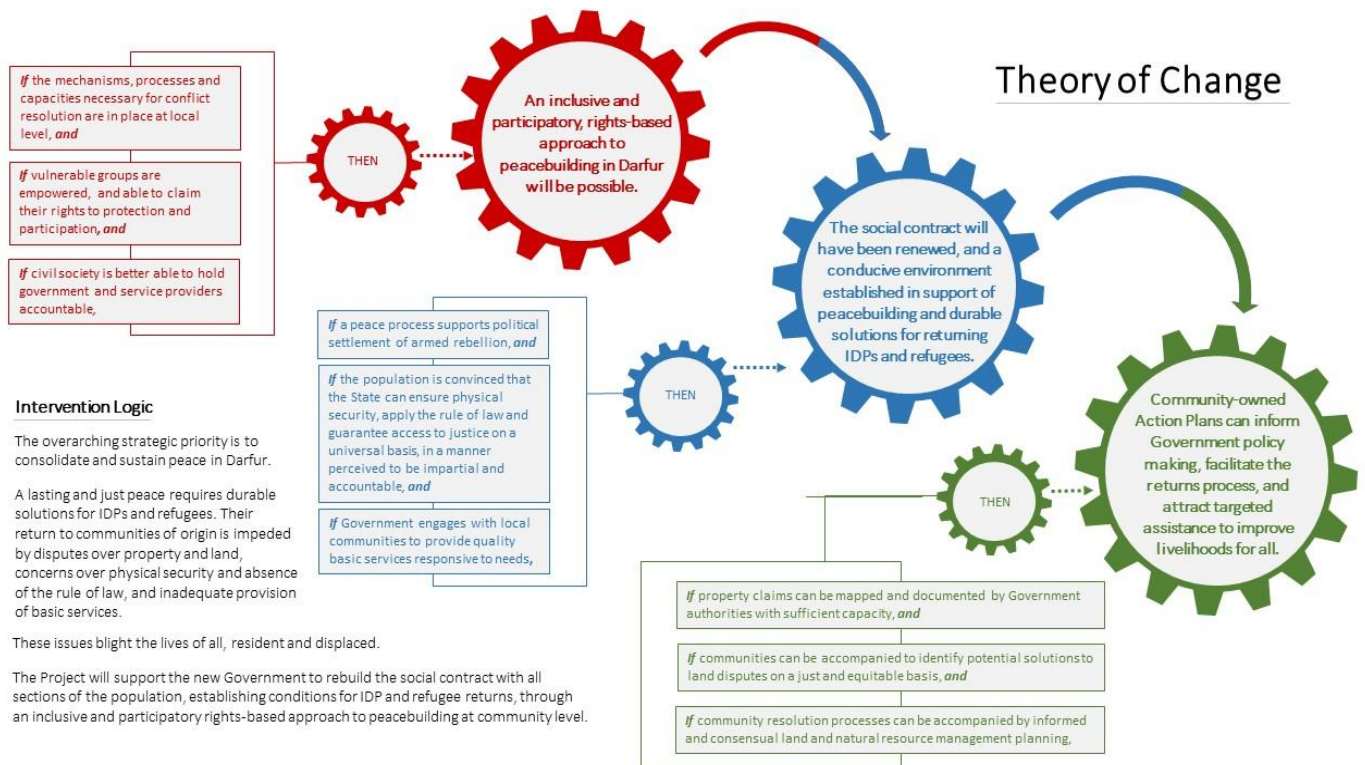 Theory of Change
If the mechanisms, processes and
capacities necessary for conflict
resolution are in place at local
level, and
If vulnerable groups are
empowered, and able to claim
their rights to protection and
participation, and
If civil society is better able to hold
government and service providers
accountable,
THEN
An inclusive and
participatory, rights-based
approach to
peacebuilding in Darfur
will be possible.
If a peace process supports political
settlement of armed rebellion, and
If the population is convinced that
the State can ensure physical
security, apply the rule of law and
guarantee access to justice on a
universal basis, in a manner
perceived to be impartial and
accountable, and
If Government engages with local
communities to provide quality
basic services responsive to needs,
THEN
The social contract will
have been renewed, and a
conducive environment
established in support of
peacebuilding and durable
solutions for returning
IDPs and refugees.
If property claims can be mapped and documented by Government
authorities with sufficient capacity, and
If communities can be accompanied to identify potential solutions to
land disputes on a just and equitable basis, and
If community resolution processes can be accompanied by informed
and consensual land and natural resource management planning,
THEN
Community-owned
Action Plans can inform
Government policy
making, facilitate the
returns process, and
attract targeted
assistance to improve
livelihoods for all.
Intervention Logic
The overarching strategic priority is to
consolidate and sustain peace in Darfur.
A lasting and just peace requires durable
solutions for IDPs and refugees. Their
return to communities of origin is impeded
by disputes over property and land,
concerns over physical security and absence
of the rule of law, and inadequate provision
of basic services.
These issues blight the lives of all, resident and displaced.
The Project will support the new Government to rebuild the social contract with all
sections of the population, establishing conditions for IDP and refugee returns, through
an inclusive and participatory rights-based approach to peacebuilding at community level.